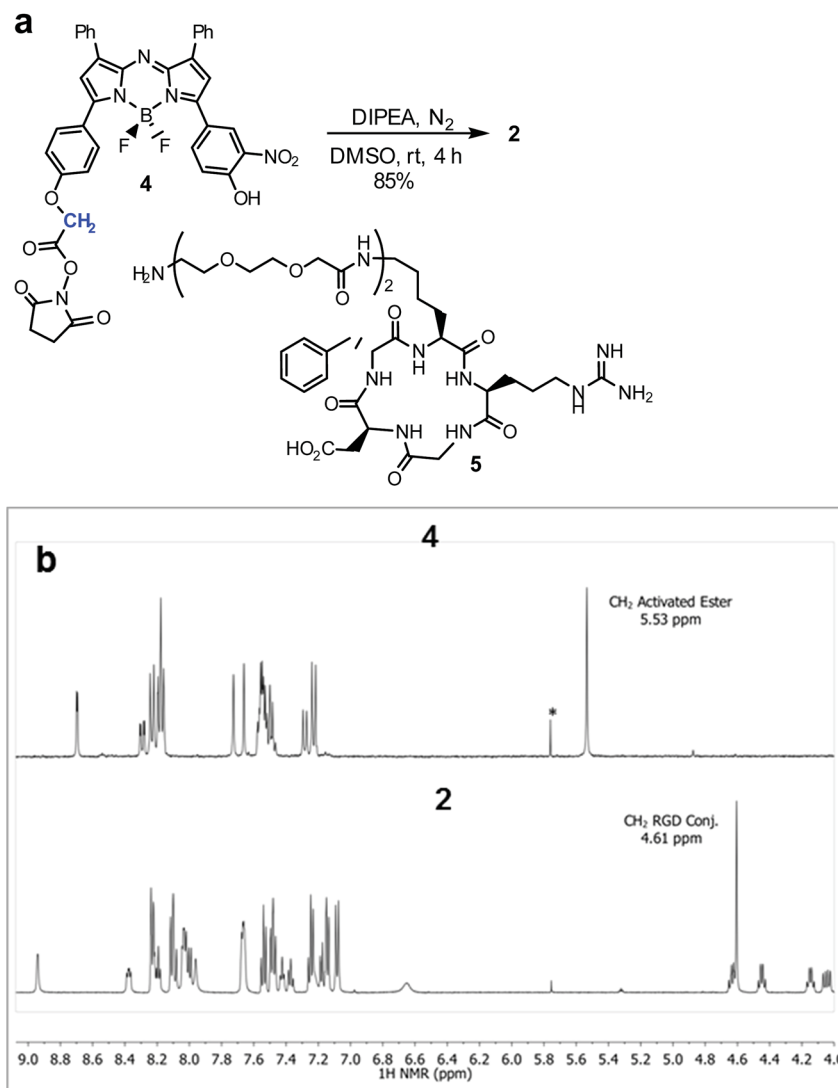 a
Ph
Ph
N
N
N
B
F
F
NO2
OH
4
DIPEA, N2
DMSO, rt, 4 h
85%
2
O
CH2
O
O
N
O
O
H2N
O
O
O
H
N
2
O
O
N
H
NH
HN
NH
N
H
NH2
O
O
HO2C
NH
HN
O
O
5
b
4
CH2 Activated Ester
5.53 ppm
*
2
CH2 RGD Conj.
4.61 ppm
9.0 8.8 8.6 8.4 8.2 8.0 7.8 7.6 7.4 7.2 7.0 6.8 6.6 6.4 6.2 6.0 5.8 5.6 5.4 5.2 5.0 4.8 4.6 4.4 4.2 4.0
1H NMR (ppm)